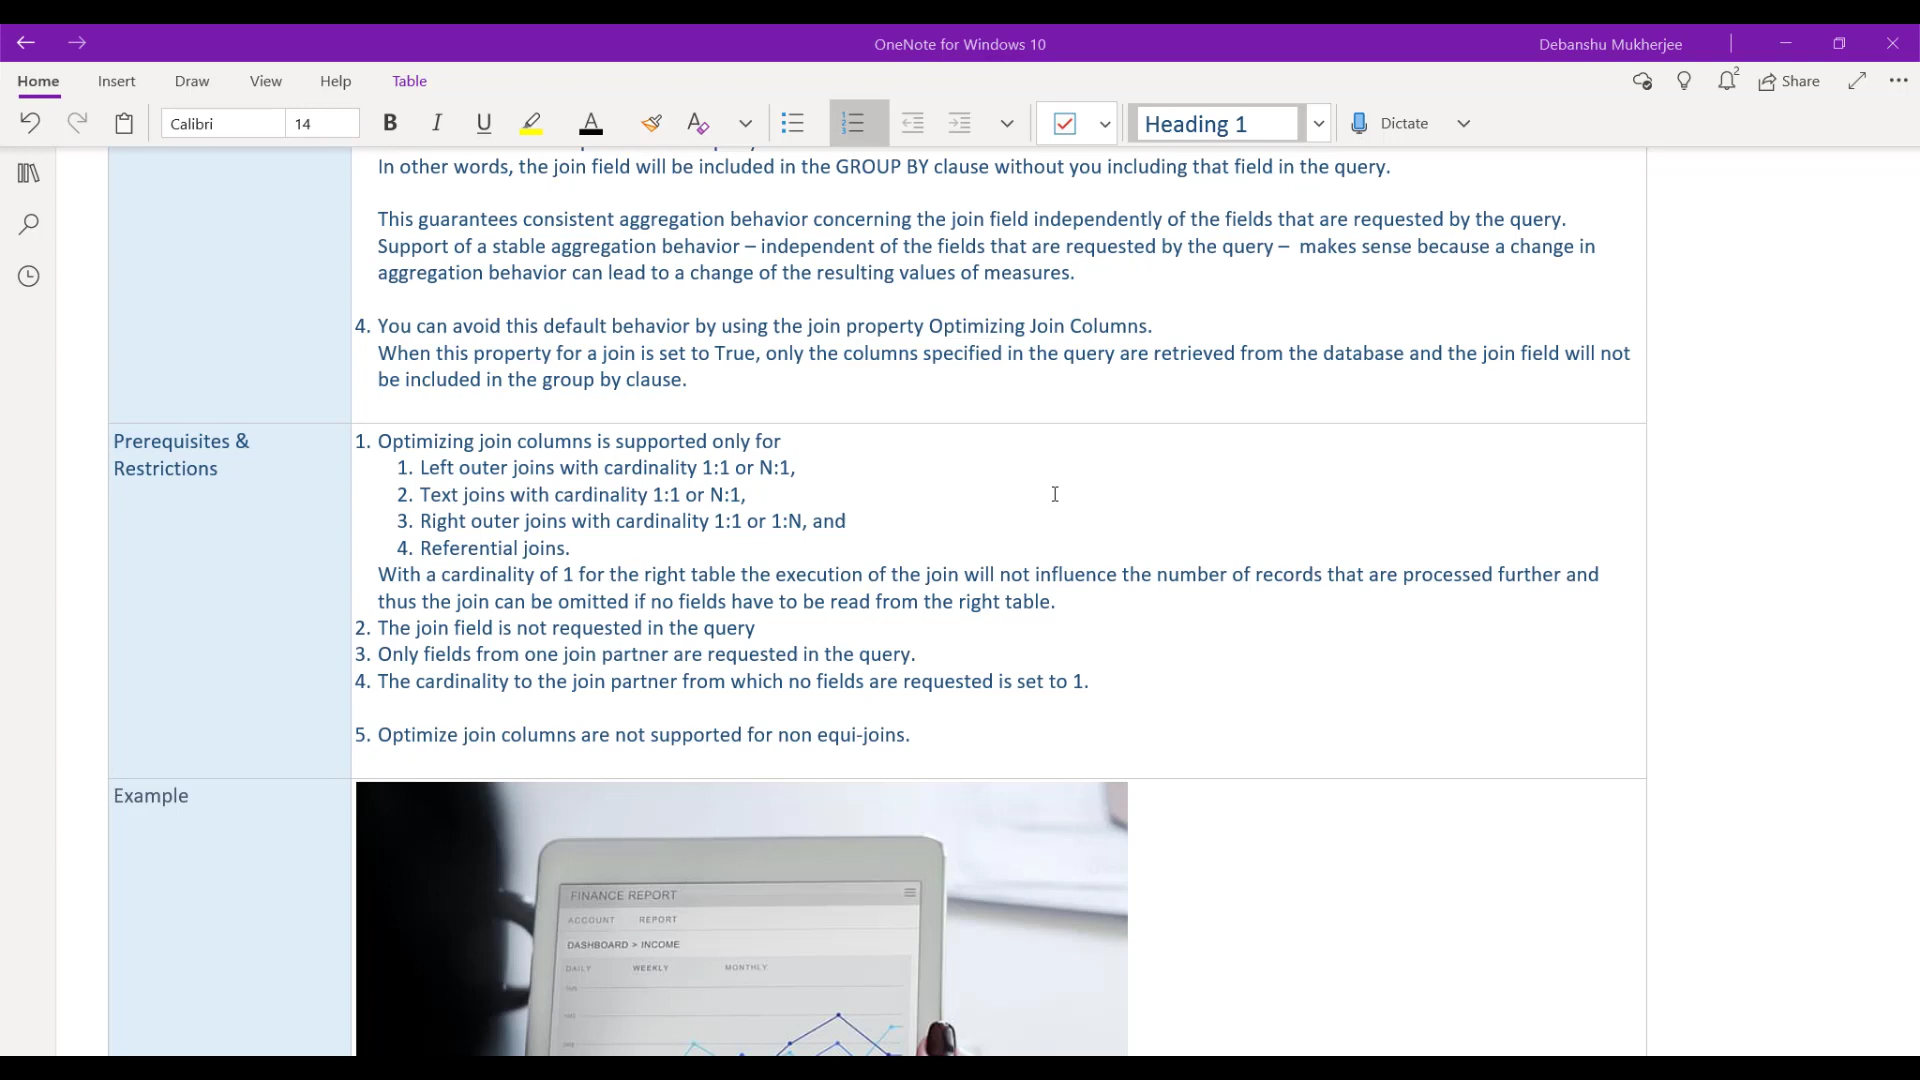 OneNote for Windows 10
Debanshu Mukherjee
Home Insert Draw View Help Table
2
Share
Calibri 14 B I U A A Heading 1 Dictate
In other words, the join field will be included in the GROUP BY clause without you including that field in the query.
This guarantees consistent aggregation behavior concerning the join field independently of the fields that are requested by the query.
Support of a stable aggregation behavior – independent of the fields that are requested by the query – makes sense because a change in
aggregation behavior can lead to a change of the resulting values of measures.
4. You can avoid this default behavior by using the join property Optimizing Join Columns.
When this property for a join is set to True, only the columns specified in the query are retrieved from the database and the join field will not
be included in the group by clause.
Prerequisites &
Restrictions
1. Optimizing join columns is supported only for
1. Left outer joins with cardinality 1:1 or N:1,
2. Text joins with cardinality 1:1 or N:1,
3. Right outer joins with cardinality 1:1 or 1:N, and
4. Referential joins.
With a cardinality of 1 for the right table the execution of the join will not influence the number of records that are processed further and
thus the join can be omitted if no fields have to be read from the right table.
2. The join field is not requested in the query
3. Only fields from one join partner are requested in the query.
4. The cardinality to the join partner from which no fields are requested is set to 1.
5. Optimize join columns are not supported for non equi-joins.
Example
FINANCE REPORT
ACCOUNT REPORT
DASHBOARD > INCOME
DAILY WEEKLY MONTHLY